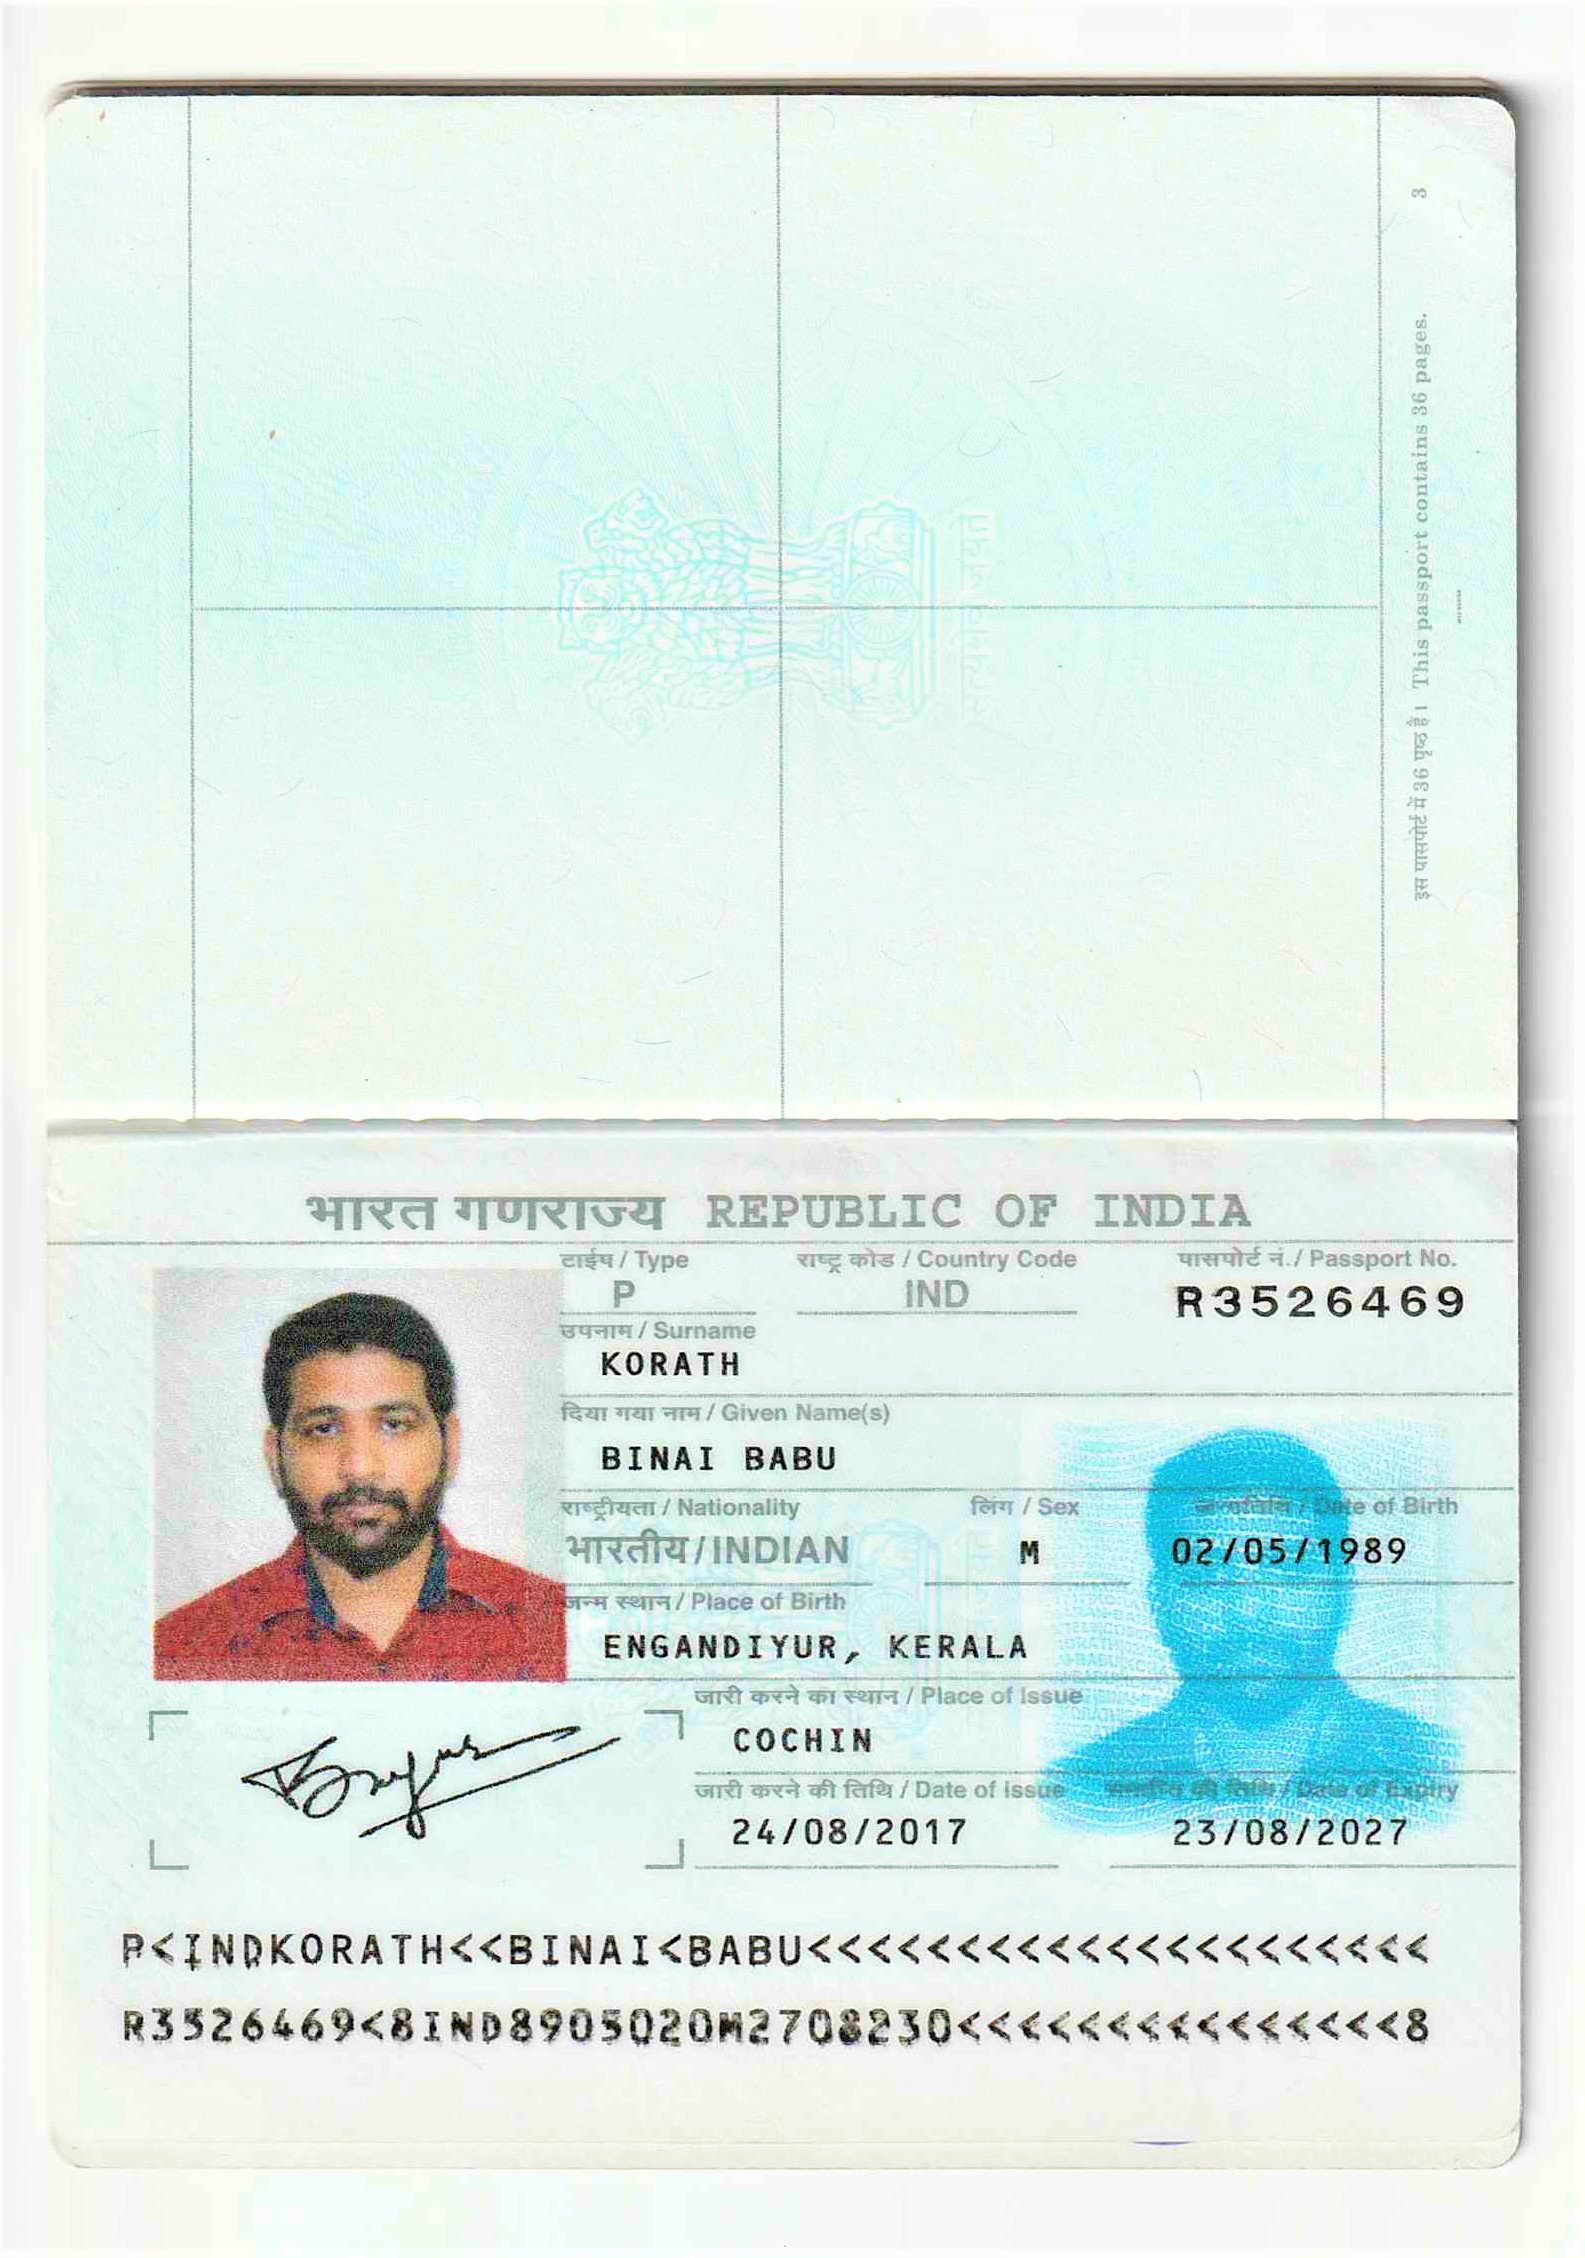 3
इस पासपोर्ट में 36 पृष्ठ हैं। This passport contains 36 pages.
भारत गणराज्य REPUBLIC OF INDIA
टाईप / Type राष्ट्र कोड / Country Code पासपोर्ट नं. / Passport No.
P IND R3526469
उपनाम / Surname
KORATH
दिया गया नाम / Given Name(s)
BINAI BABU
राष्ट्रीयता / Nationality लिंग / Sex जन्मतिथि / Date of Birth
भारतीय / INDIAN M 02/05/1989
जन्म स्थान / Place of Birth
ENGANDIYUR, KERALA
जारी करने का स्थान / Place of Issue
COCHIN
जारी करने की तिथि / Date of Issue समाप्ति की तिथि / Date of Expiry
24/08/2017 23/08/2027
P<INDKORATH<<BINAI<BABU<<<<<<<<<<<<<<<<<<<<<
R3526469<8IND8905020M2708230<<<<<<<<<<<<<<<8